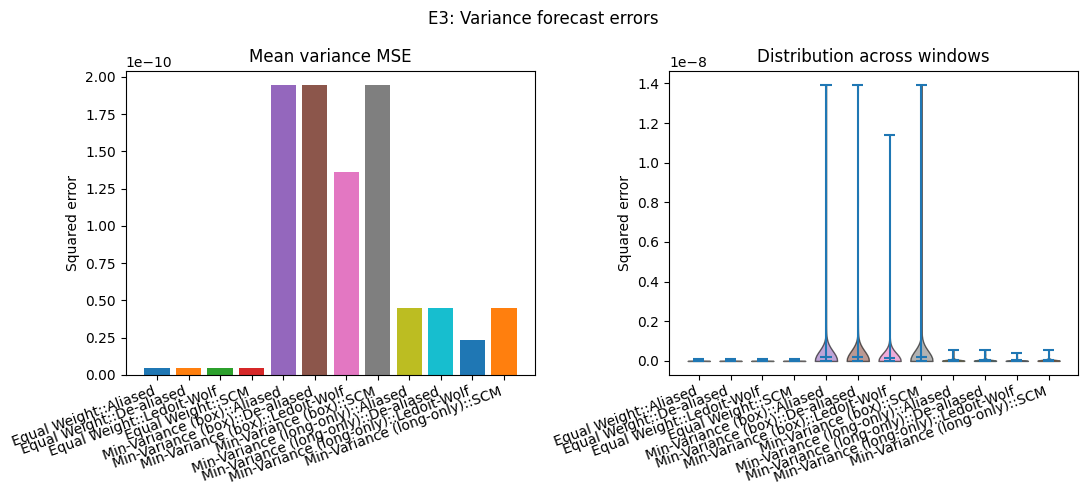 E3: Variance forecast errors
Mean variance MSE
1e−10
Squared error
2.00
1.75
1.50
1.25
1.00
0.75
0.50
0.25
0.00
Equal Weight::Aliased
Equal Weight::De-aliased
Equal Weight::Ledoit-Wolf
Equal Weight::SCM
Min-Variance (box)::Aliased
Min-Variance (box)::De-aliased
Min-Variance (box)::Ledoit-Wolf
Min-Variance (box)::SCM
Min-Variance (long-only)::Aliased
Min-Variance (long-only)::De-aliased
Min-Variance (long-only)::Ledoit-Wolf
Min-Variance (long-only)::SCM
Distribution across windows
1e−8
Squared error
1.4
1.2
1.0
0.8
0.6
0.4
0.2
0.0
Equal Weight::Aliased
Equal Weight::De-aliased
Equal Weight::Ledoit-Wolf
Equal Weight::SCM
Min-Variance (box)::Aliased
Min-Variance (box)::De-aliased
Min-Variance (box)::Ledoit-Wolf
Min-Variance (box)::SCM
Min-Variance (long-only)::Aliased
Min-Variance (long-only)::De-aliased
Min-Variance (long-only)::Ledoit-Wolf
Min-Variance (long-only)::SCM